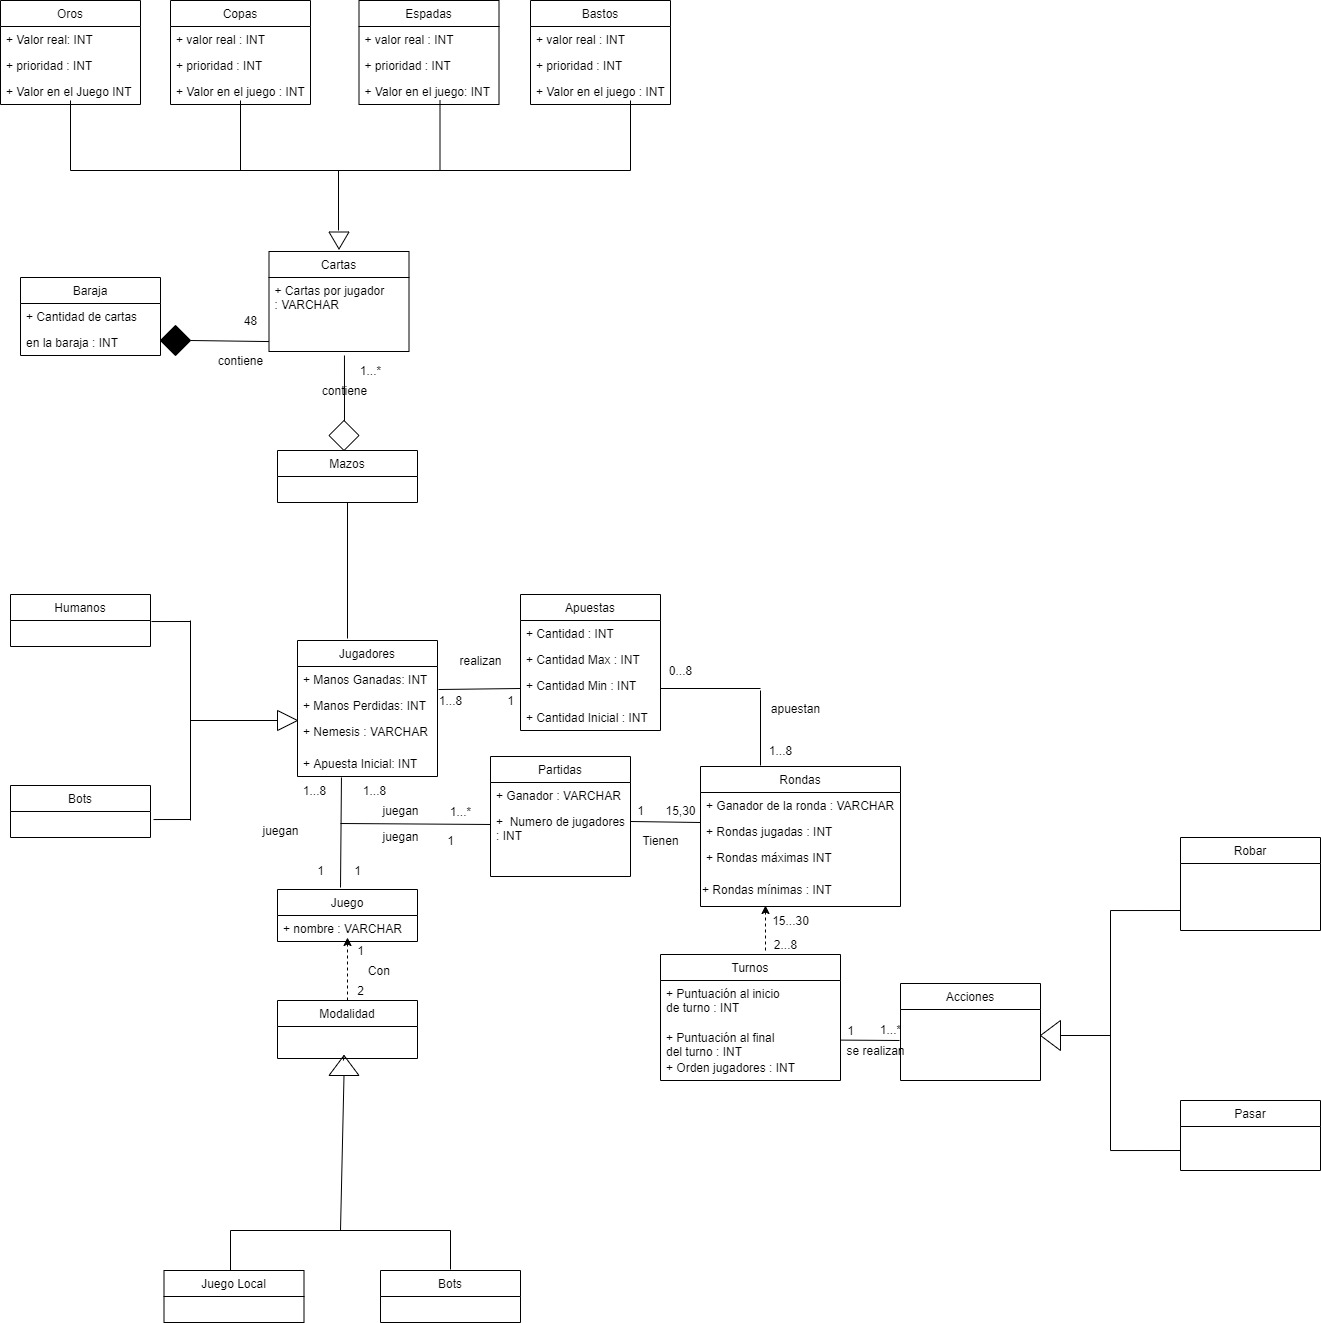 Oros
+ Valor real: INT
+ prioridad : INT
+ Valor en el Juego INT
Copas
+ valor real : INT
+ prioridad : INT
+ Valor en el juego : INT
Espadas
+ valor real : INT
+ prioridad : INT
+ Valor en el juego: INT
Bastos
+ valor real : INT
+ prioridad : INT
+ Valor en el juego : INT
Cartas
+ Cartas por jugador
: VARCHAR
Baraja
+ Cantidad de cartas
en la baraja : INT
48
contiene
1...*
contiene
Mazos
Humanos
Bots
Jugadores
+ Manos Ganadas: INT
+ Manos Perdidas: INT
+ Nemesis : VARCHAR
+ Apuesta Inicial: INT
realizan
1...8
1
Apuestas
+ Cantidad : INT
+ Cantidad Max : INT
+ Cantidad Min : INT
+ Cantidad Inicial : INT
0...8
apuestan
1...8
1...8
1...8
juegan
juegan
juegan
1...*
1
1
1
Partidas
+ Ganador : VARCHAR
+ Numero de jugadores
: INT
1
15,30
Tienen
Rondas
+ Ganador de la ronda : VARCHAR
+ Rondas jugadas : INT
+ Rondas máximas INT
+ Rondas mínimas : INT
15...30
2...8
Juego
+ nombre : VARCHAR
1
Con
2
Modalidad
Turnos
+ Puntuación al inicio
de turno : INT
+ Puntuación al final
del turno : INT
+ Orden jugadores : INT
1
1...*
se realizan
Acciones
Robar
Pasar
Juego Local
Bots